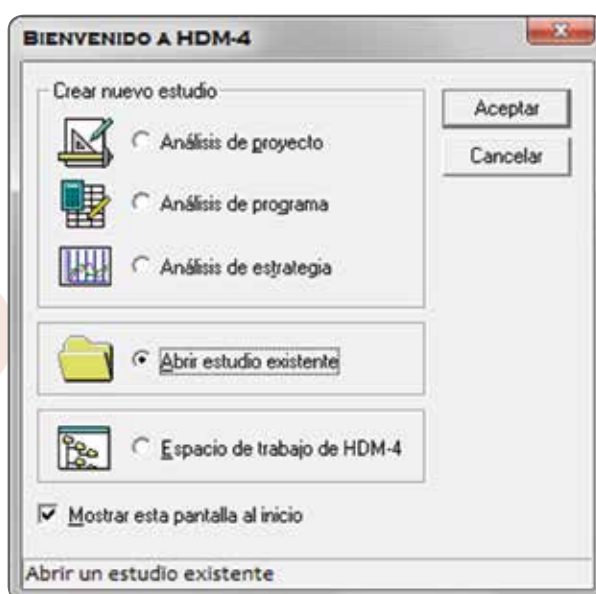 BIENVENIDO A HDM-4
Crear nuevo estudio
Análisis de proyecto
Análisis de programa
Análisis de estrategia
Abrir estudio existente
Espacio de trabajo de HDM-4
Mostrar esta pantalla al inicio
Aceptar
Cancelar
Abrir un estudio existente